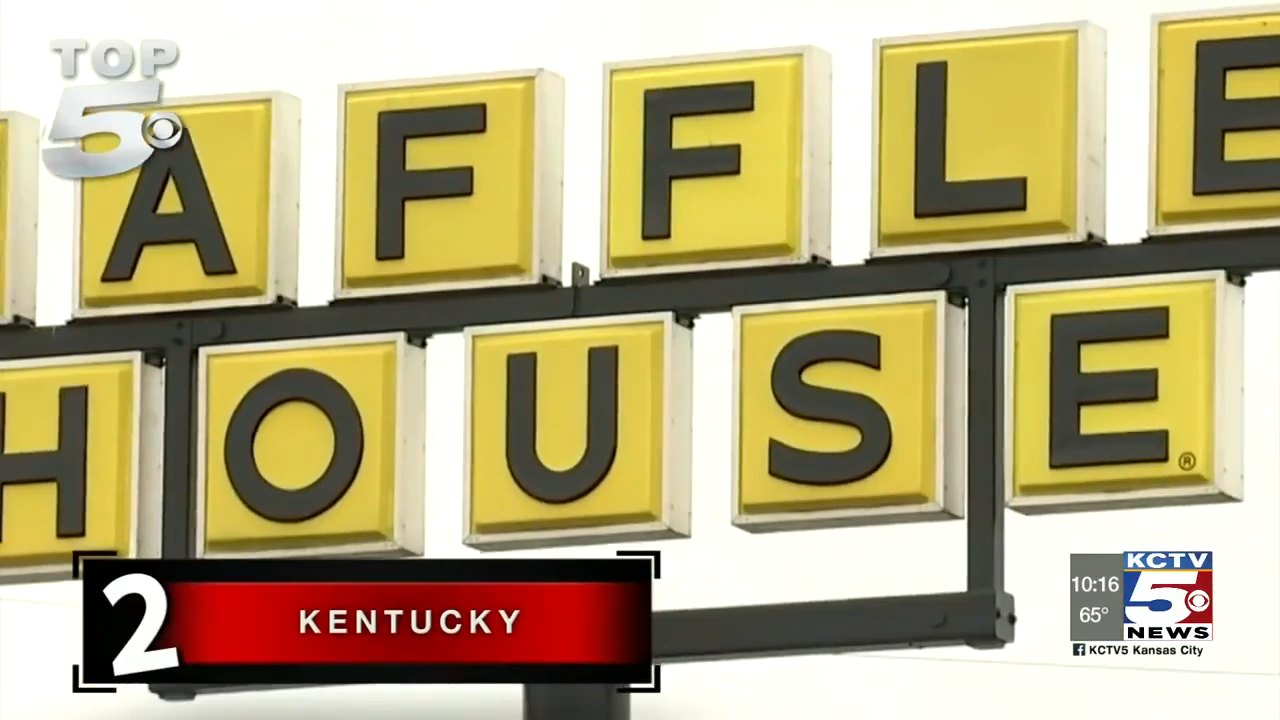 TOP
5
AFFLE
HOUSE®
2
KENTUCKY
10:16
65°
KCTV
5
NEWS
KCTV5 Kansas City